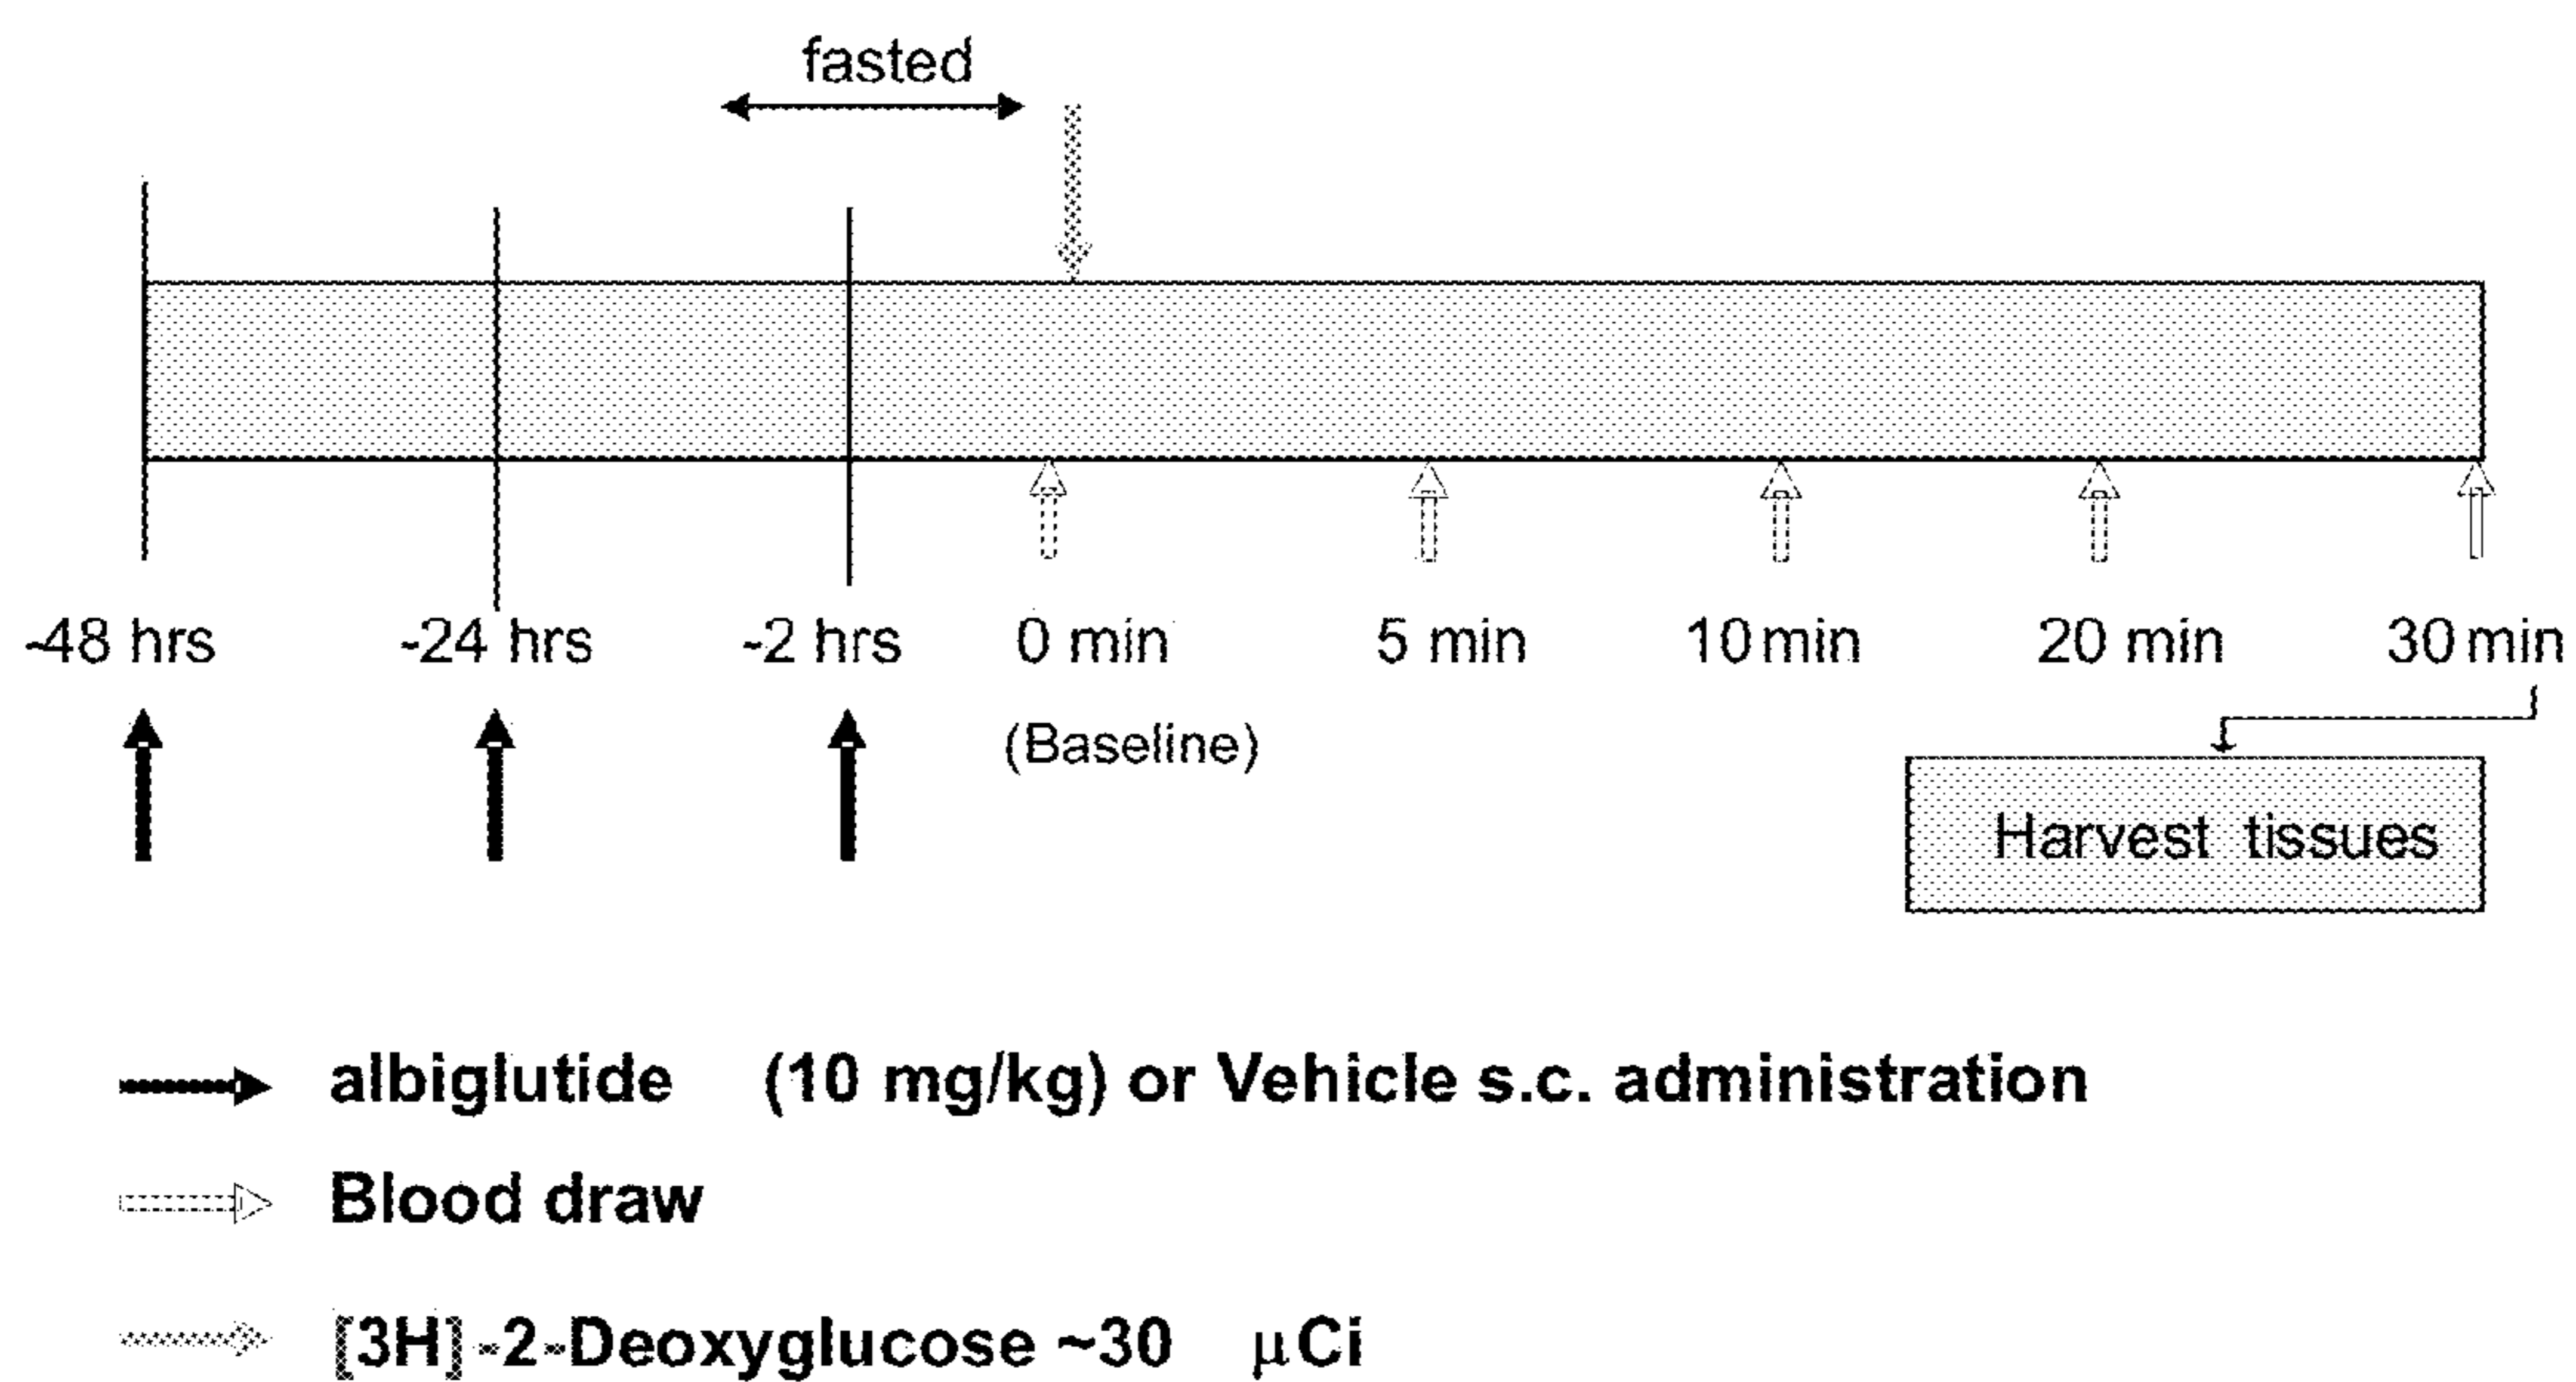 fasted
-48 hrs -24 hrs -2 hrs 0 min 5 min 10 min 20 min 30 min
(Baseline)
Harvest tissues
albiglutide (10 mg/kg) or Vehicle s.c. administration
Blood draw
[3H]-2-Deoxyglucose ~30 μCi